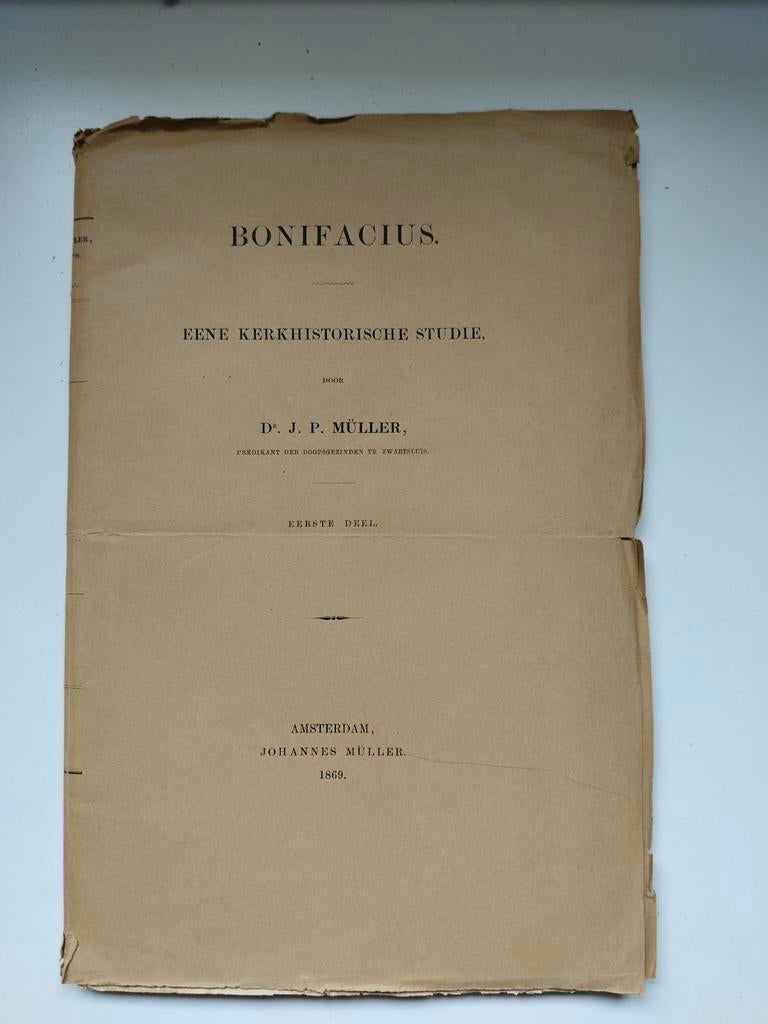 BONIFACIUS.
EENE KERKHISTORISCHE STUDIE,
DOOR
DR. J. P. MÜLLER,
PREDIKANT DER DOOPSGEZINDEN TE ZWARTSLUIS.
EERSTE DEEL.
AMSTERDAM,
JOHANNES MÜLLER.
1869.